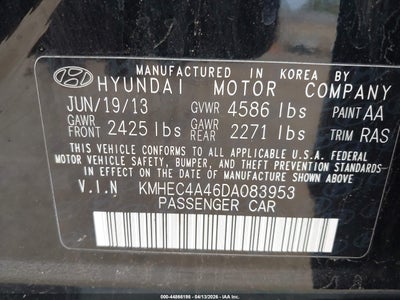 MANUFACTURED IN KOREA BY
HYUNDAI MOTOR COMPANY
JUN/19/13 GVWR 4586 lbs PAINT AA
GAWR FRONT 2425 lbs GAWR REAR 2271 lbs TRIM RAS
THIS VEHICLE CONFORMS TO ALL APPLICABLE U.S.A. FEDERAL
MOTOR VEHICLE SAFETY, BUMPER, AND THEFT PREVENTION
STANDARDS IN EFFECT ON THE DATE OF MANUFACTURE SHOWN ABOVE.
V.I.N KMHEC4A46DA083953
PASSENGER CAR
000-44868198 - 04/13/2026 - IAA Holdings, LLC